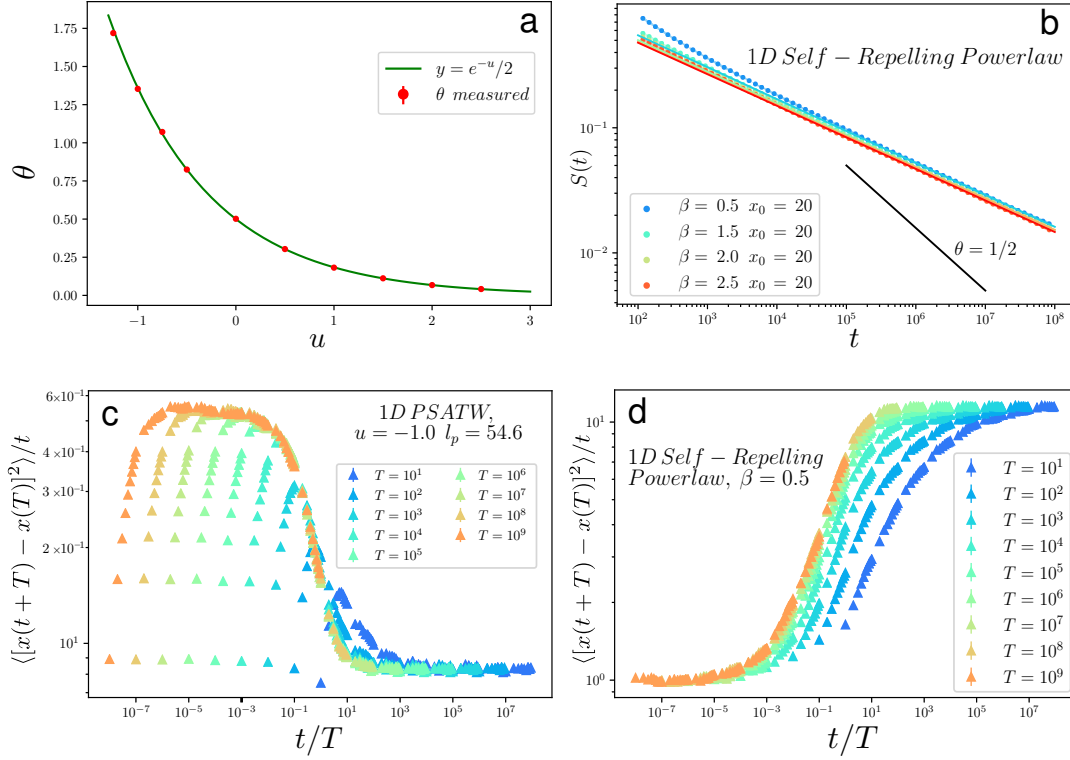 a
1.75
1.50
1.25
1.00
0.75
0.50
0.25
0.00
θ
−1 0 1 2 3
u
y = e^{−u}/2
θ measured
b
1D Self − Repelling Powerlaw
S(t)
10^{−1}
10^{−2}
β = 0.5 x_0 = 20
β = 1.5 x_0 = 20
β = 2.0 x_0 = 20
β = 2.5 x_0 = 20
θ = 1/2
10^2 10^3 10^4 10^5 10^6 10^7 10^8
t
c
1D PSATW,
u = −1.0 l_p = 54.6
⟨[x(t + T) − x(T)]^2⟩/t
6×10^{−1}
4×10^{−1}
3×10^{−1}
2×10^{−1}
10^{−1}
T = 10^1
T = 10^2
T = 10^3
T = 10^4
T = 10^5
T = 10^6
T = 10^7
T = 10^8
T = 10^9
10^{−7} 10^{−5} 10^{−3} 10^{−1} 10^1 10^3 10^5 10^7
t/T
d
1D Self − Repelling
Powerlaw, β = 0.5
⟨[x(t + T) − x(T)]^2⟩/t
10^1
10^0
T = 10^1
T = 10^2
T = 10^3
T = 10^4
T = 10^5
T = 10^6
T = 10^7
T = 10^8
T = 10^9
10^{−7} 10^{−5} 10^{−3} 10^{−1} 10^1 10^3 10^5 10^7
t/T